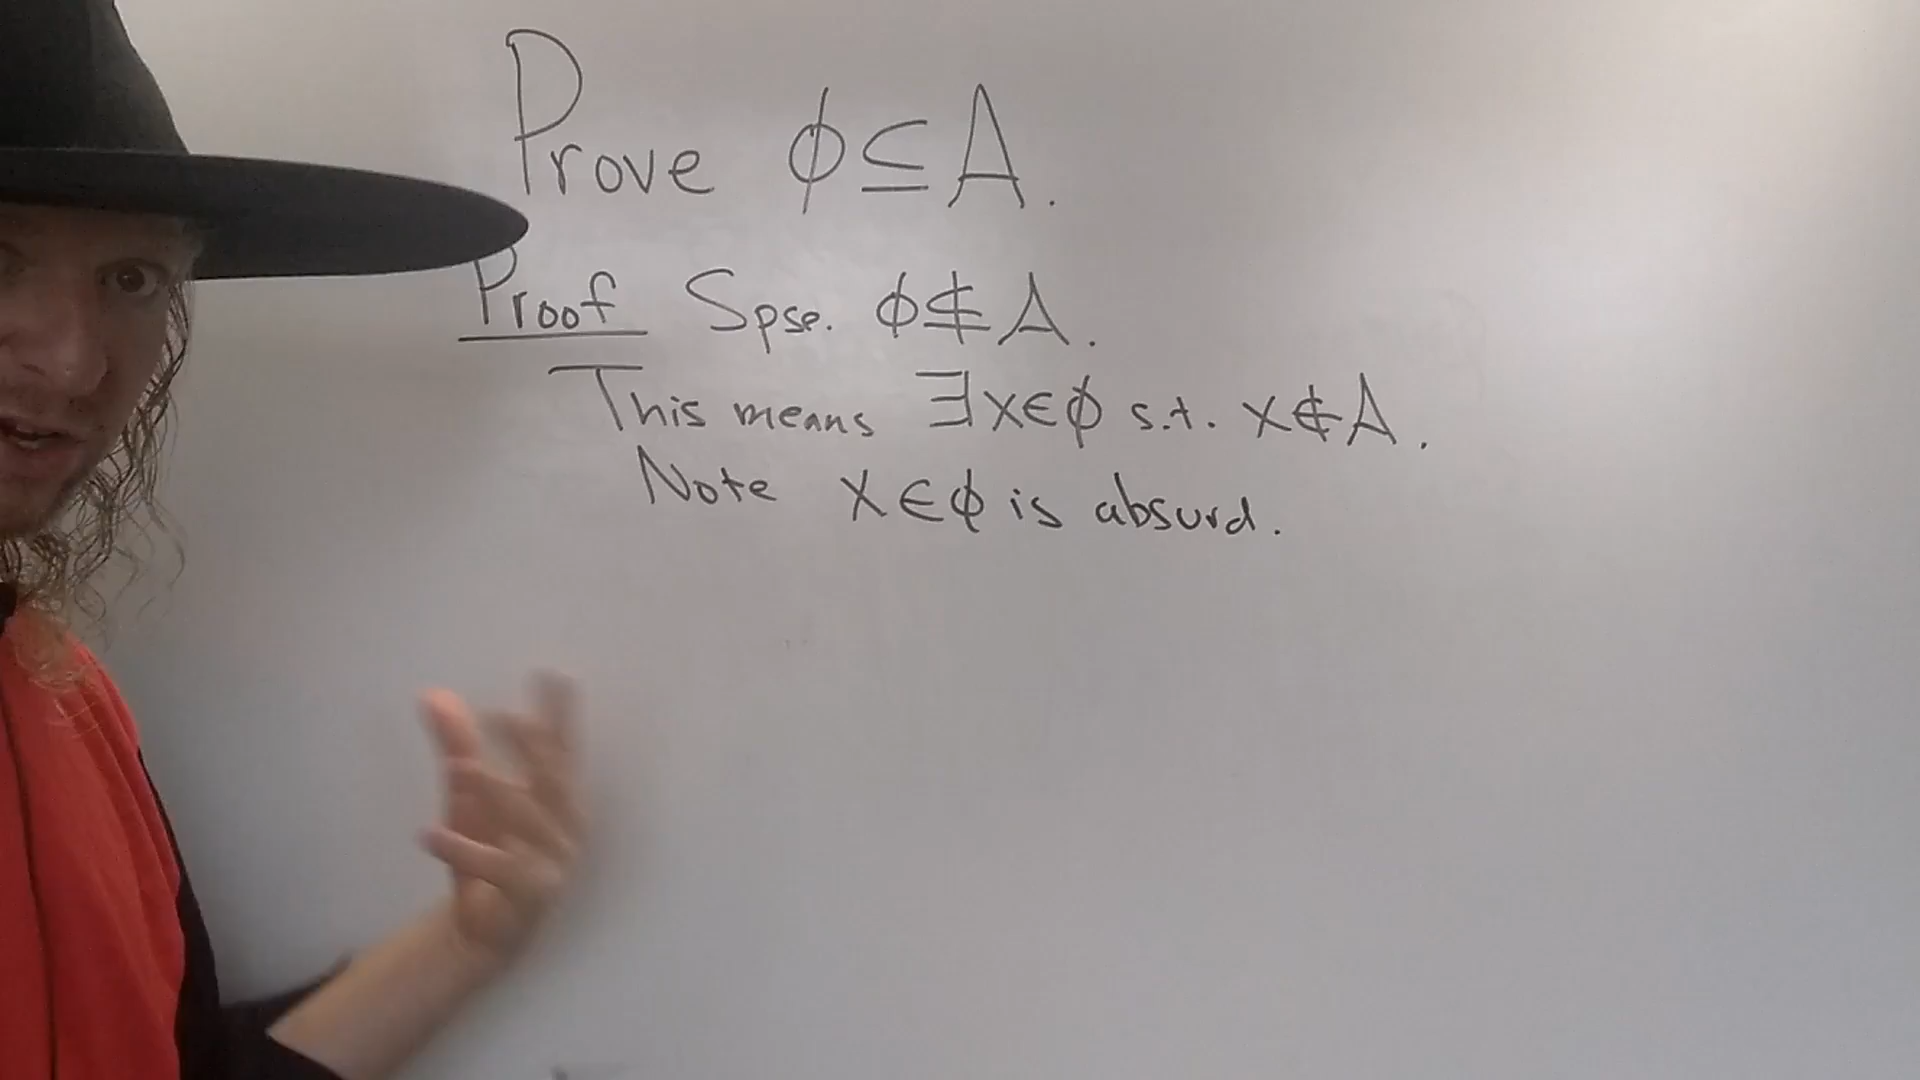 Prove ϕ⊆A.
Proof Spse. ϕ⊈A.
This means ∃x∈ϕ s.t. x∉A.
Note x∈ϕ is absurd.